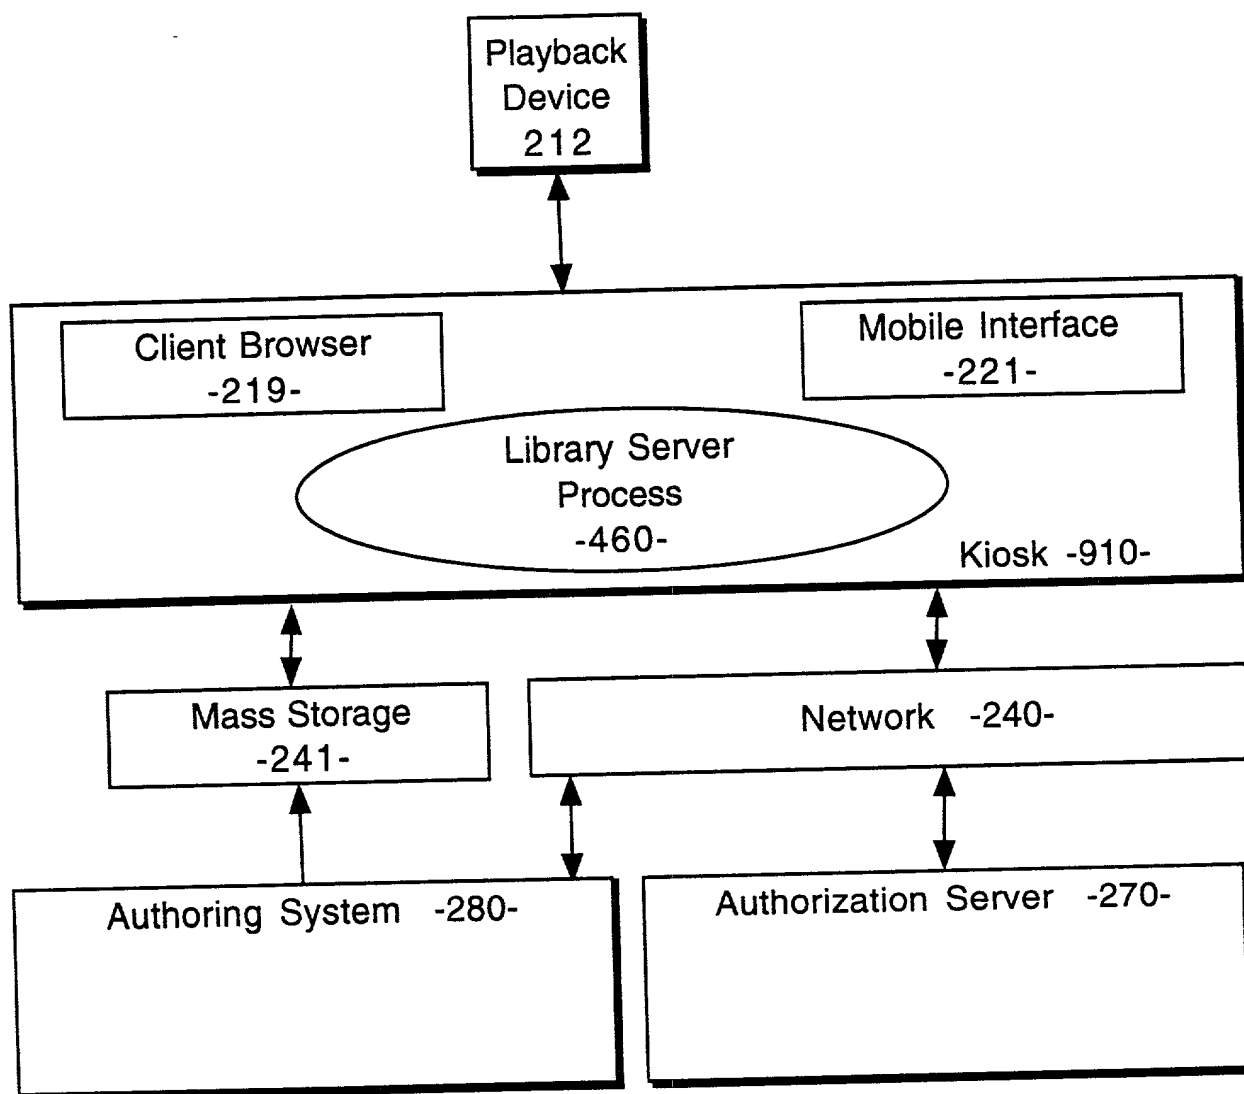 Playback
Device
212
Client Browser
-219-
Mobile Interface
-221-
Library Server
Process
-460-
Kiosk -910-
Mass Storage
-241-
Network -240-
Authoring System -280-
Authorization Server -270-